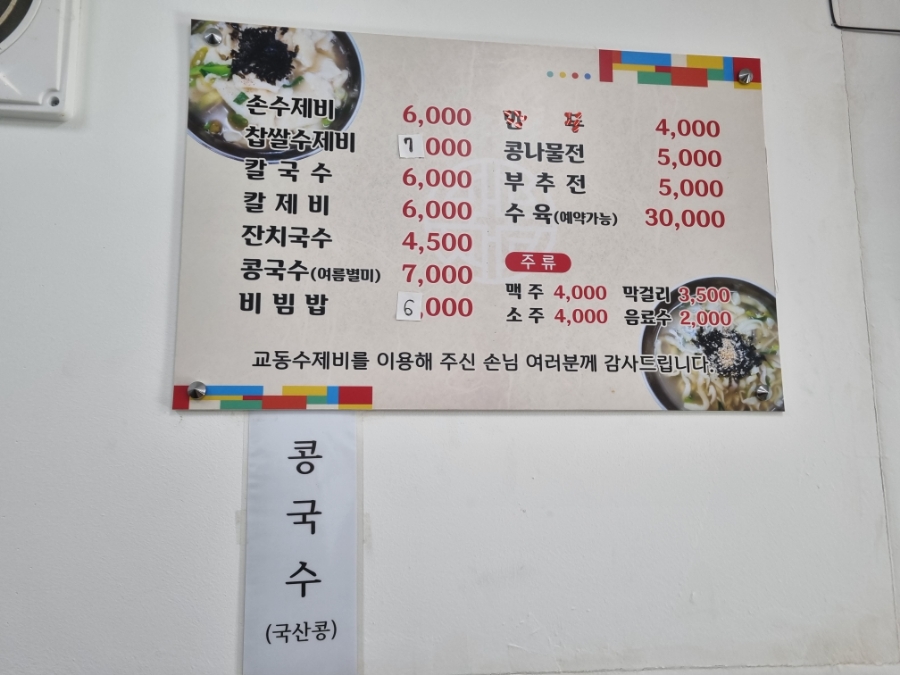 손수제비 6,000
찹쌀수제비 7,000
칼국수 6,000
칼제비 6,000
잔치국수 4,500
콩국수(여름별미) 7,000
비빔밥 6,000
만두 4,000
콩나물전 5,000
부추전 5,000
수육(예약가능) 30,000
주류
맥주 4,000 막걸리 3,500
소주 4,000 음료수 2,000
교동수제비를 이용해 주신 손님 여러분께 감사드립니다.
콩
국
수
(국산콩)